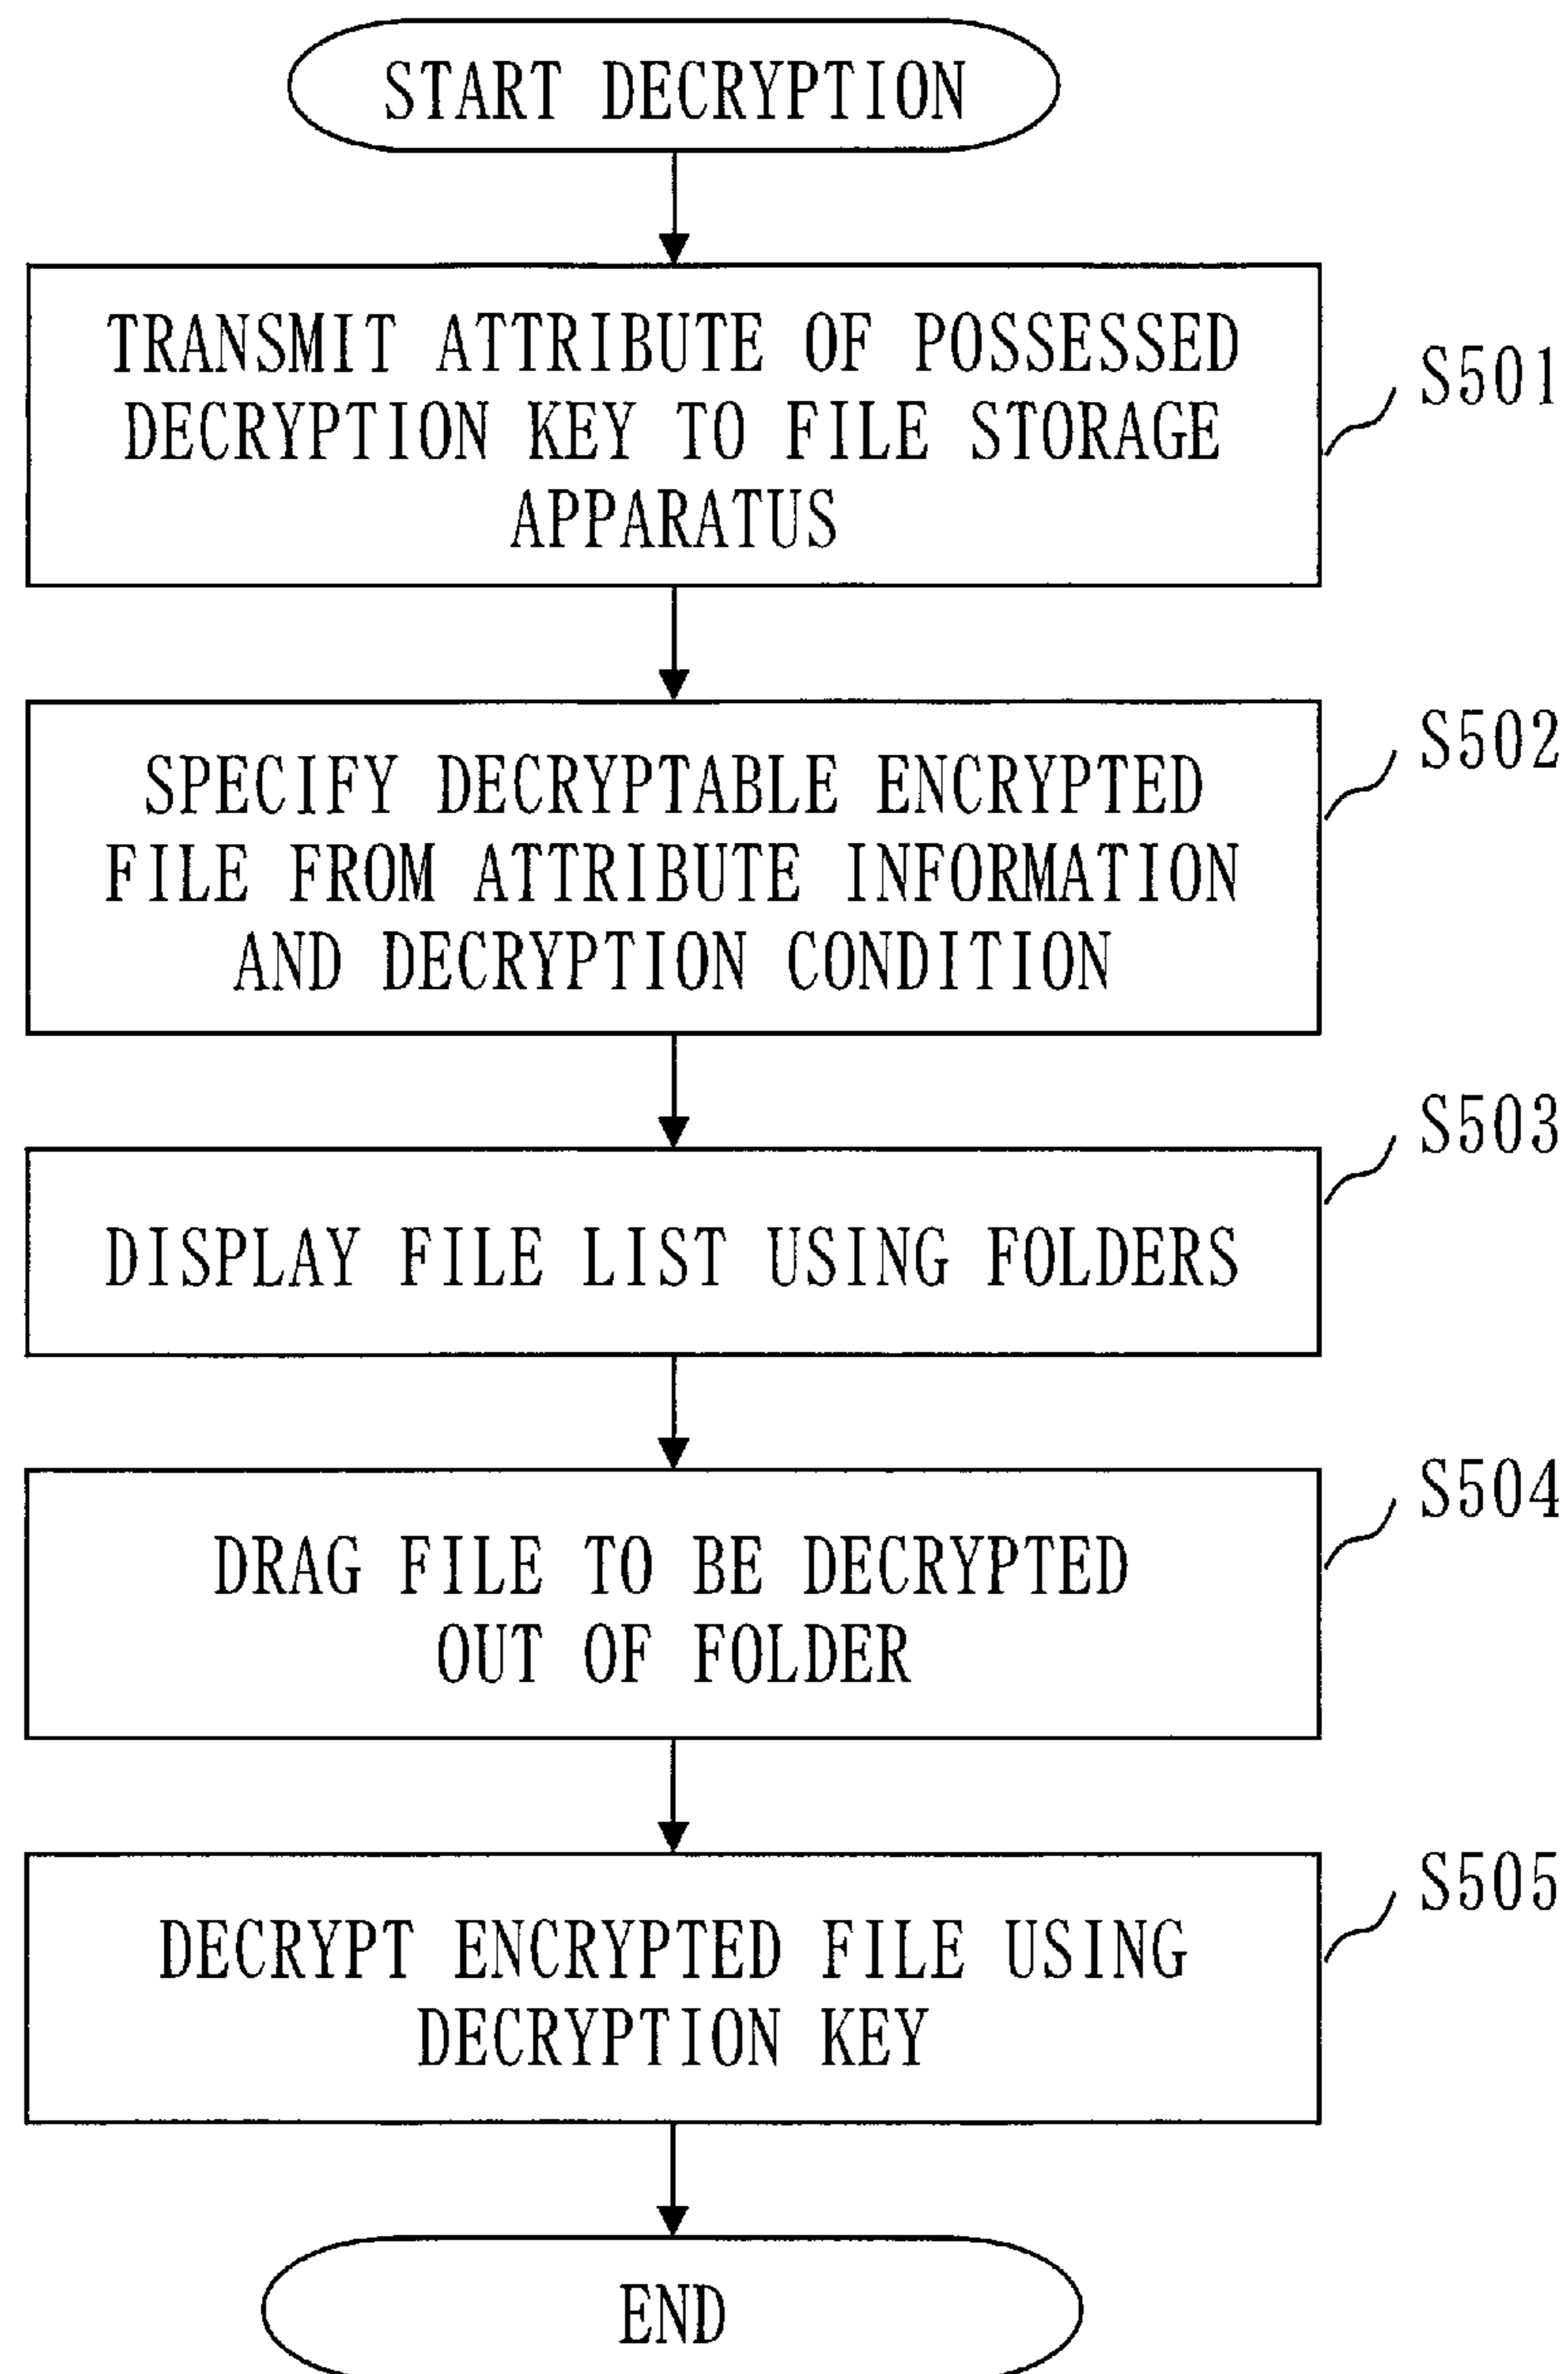 START DECRYPTION
TRANSMIT ATTRIBUTE OF POSSESSED
DECRYPTION KEY TO FILE STORAGE
APPARATUS
S501
SPECIFY DECRYPTABLE ENCRYPTED
FILE FROM ATTRIBUTE INFORMATION
AND DECRYPTION CONDITION
S502
DISPLAY FILE LIST USING FOLDERS
S503
DRAG FILE TO BE DECRYPTED
OUT OF FOLDER
S504
DECRYPT ENCRYPTED FILE USING
DECRYPTION KEY
S505
END